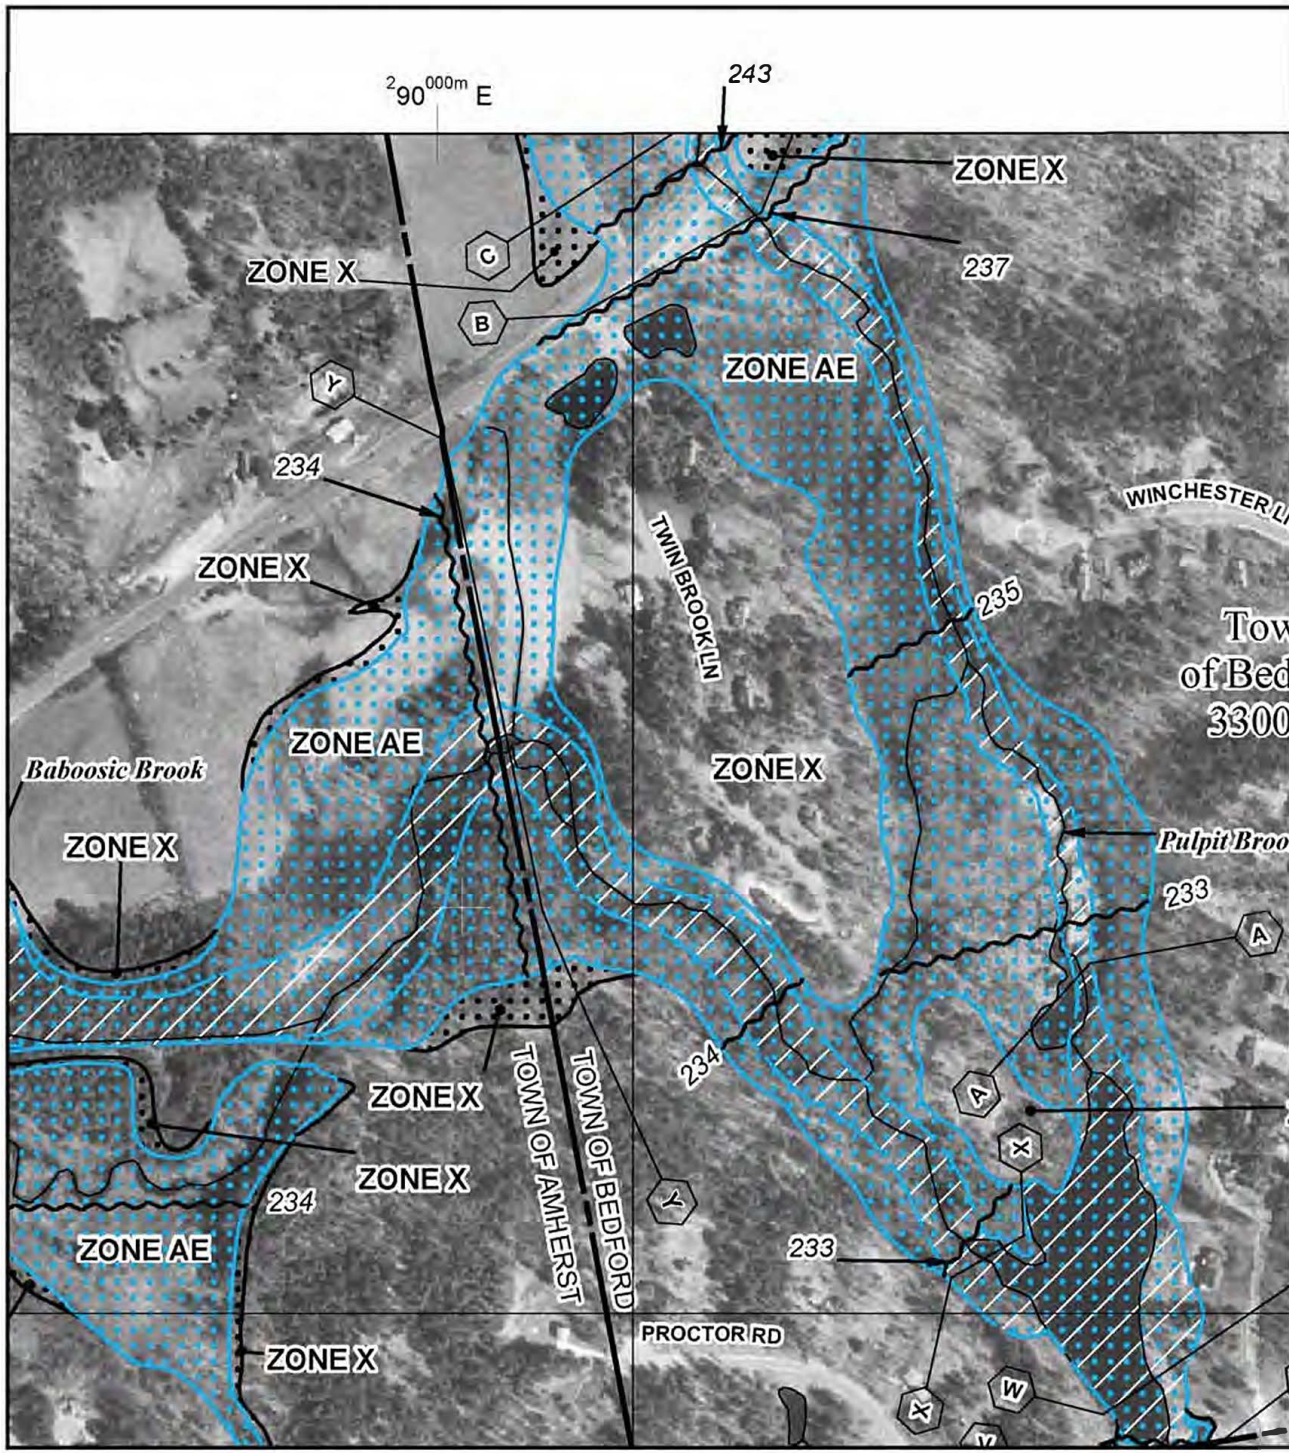 243
²90⁰⁰⁰ᵐ E
ZONE X
C
ZONE X
237
B
ZONE AE
Y
234
WINCHESTER
ZONE X
TWIN BROOK LN
235
Tow
of Bed
3300
ZONE AE
ZONE X
Baboosic Brook
ZONE X
Pulpit Broo
233
A
234
ZONE X
A
X
ZONE X
TOWN OF AMHERST
TOWN OF BEDFORD
Y
234
ZONE AE
233
PROCTOR RD
ZONE X
W
X